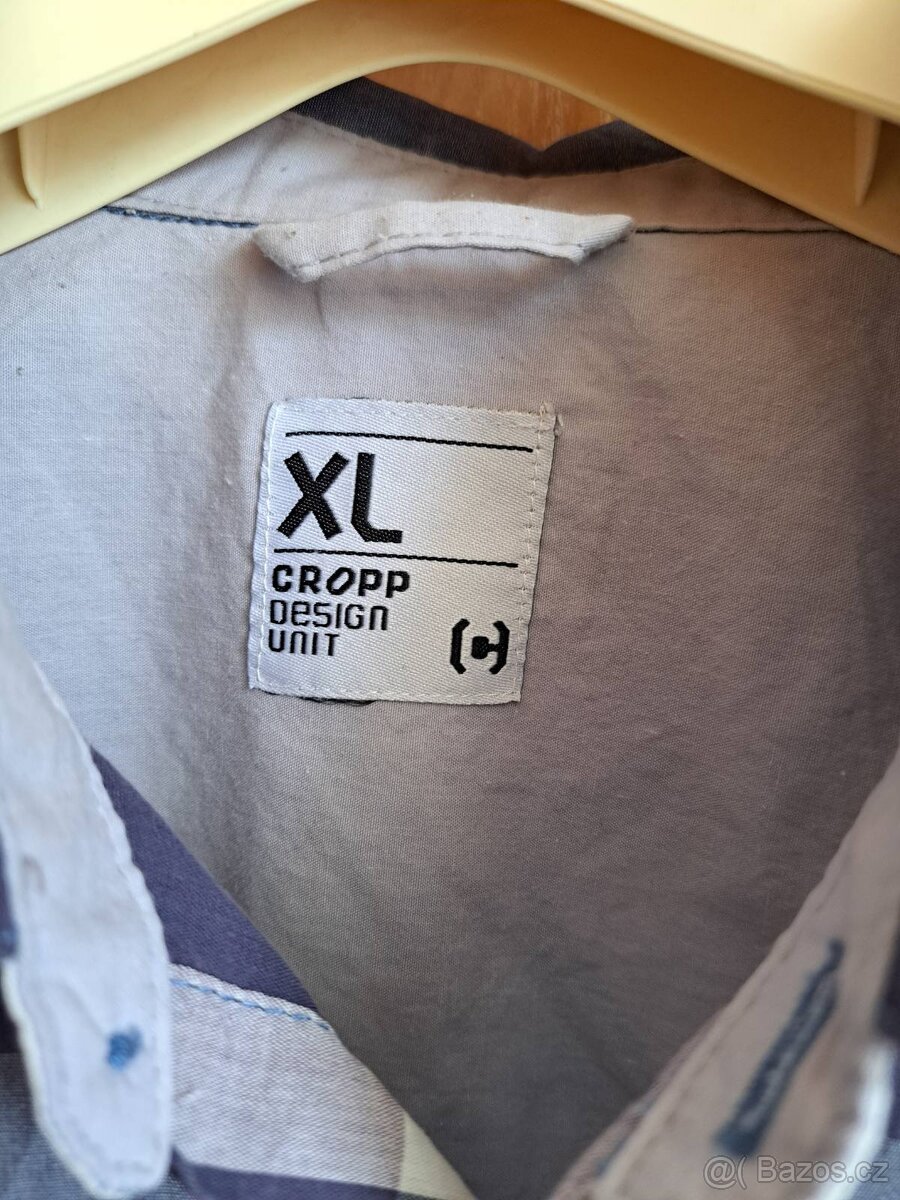 XL
CROPP
DESIGN
UNIT
(C)
@( Bazos.cz